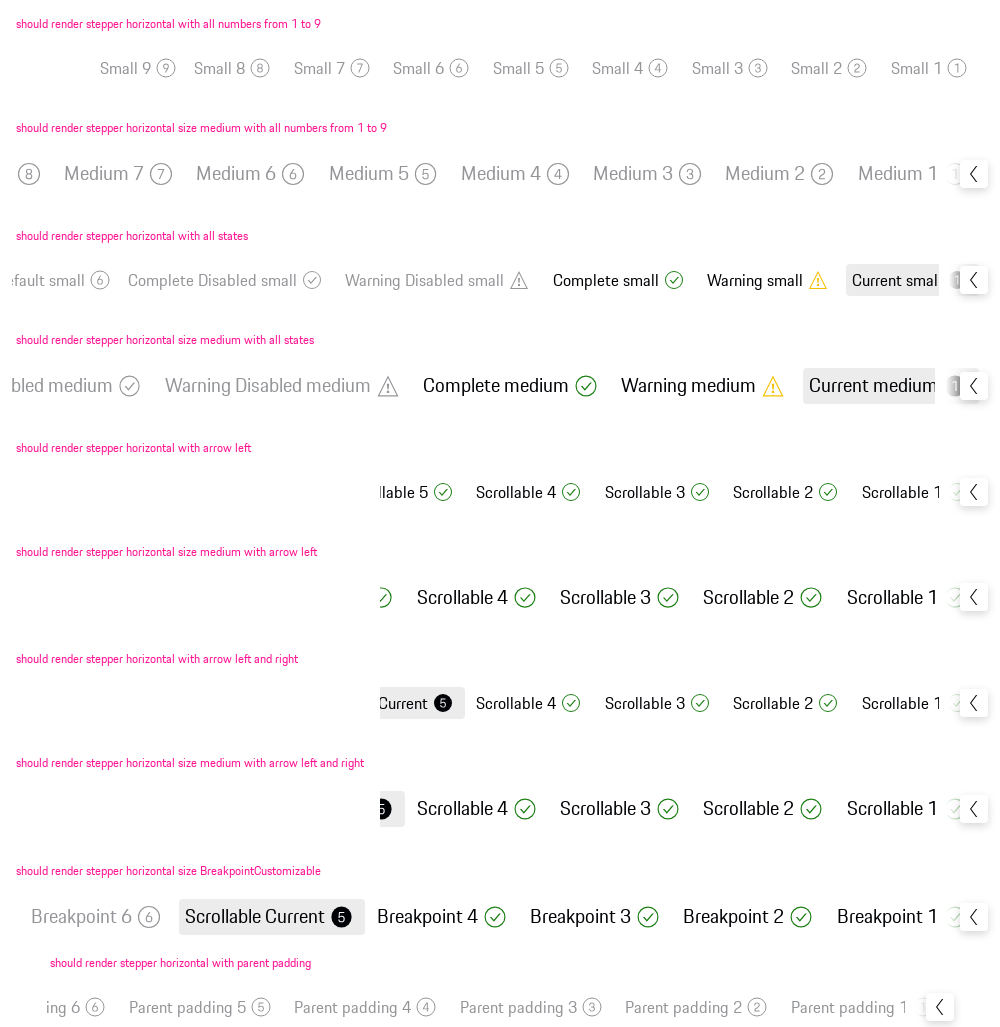 should render stepper horizontal with all numbers from 1 to 9
Small 9 9 Small 8 8 Small 7 7 Small 6 6 Small 5 5 Small 4 4 Small 3 3 Small 2 2 Small 1 1
should render stepper horizontal size medium with all numbers from 1 to 9
8 Medium 7 7 Medium 6 6 Medium 5 5 Medium 4 4 Medium 3 3 Medium 2 2 Medium 1 1
should render stepper horizontal with all states
efault small 6 Complete Disabled small Warning Disabled small Complete small Warning small Current small 1
should render stepper horizontal size medium with all states
bled medium Warning Disabled medium Complete medium Warning medium Current medium 1
should render stepper horizontal with arrow left
llable 5 Scrollable 4 Scrollable 3 Scrollable 2 Scrollable 1
should render stepper horizontal size medium with arrow left
Scrollable 4 Scrollable 3 Scrollable 2 Scrollable 1
should render stepper horizontal with arrow left and right
Current 5 Scrollable 4 Scrollable 3 Scrollable 2 Scrollable 1
should render stepper horizontal size medium with arrow left and right
5 Scrollable 4 Scrollable 3 Scrollable 2 Scrollable 1
should render stepper horizontal size BreakpointCustomizable
Breakpoint 6 6 Scrollable Current 5 Breakpoint 4 Breakpoint 3 Breakpoint 2 Breakpoint 1
should render stepper horizontal with parent padding
ing 6 6 Parent padding 5 5 Parent padding 4 4 Parent padding 3 3 Parent padding 2 2 Parent padding 1 1